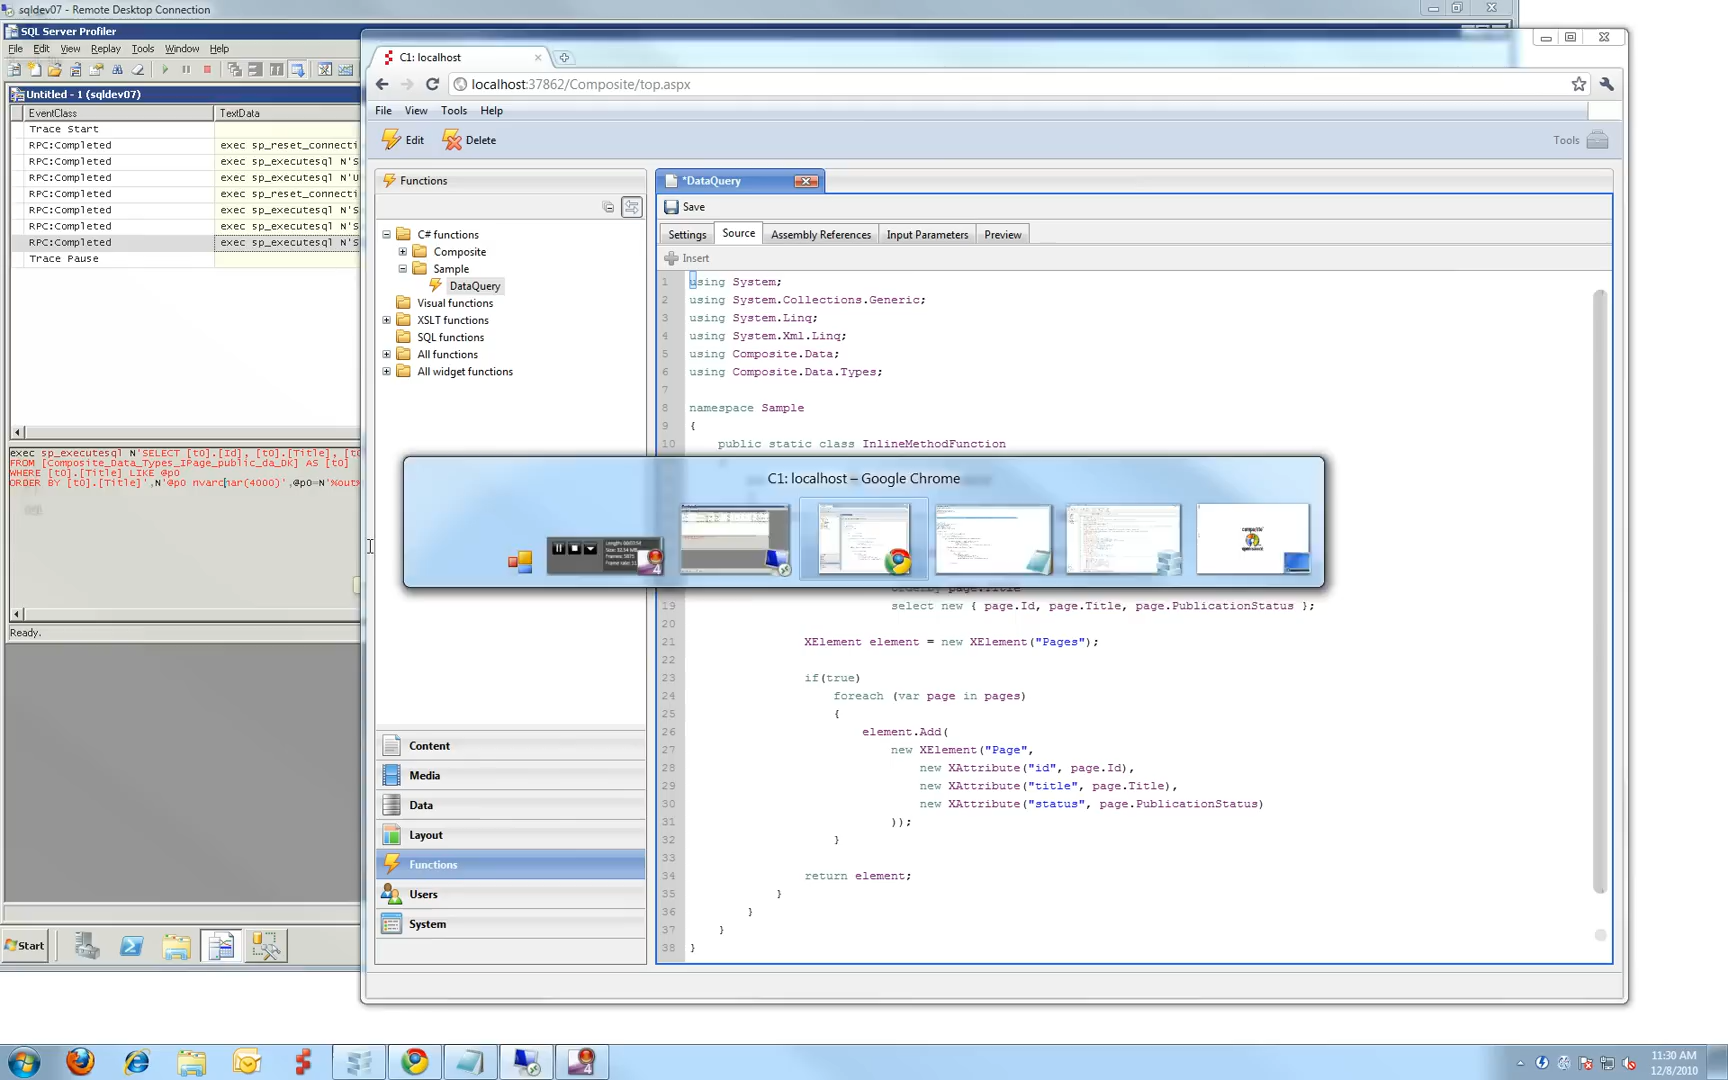 sqldev07 - Remote Desktop Connection
SQL Server Profiler
File Edit View Replay Tools Window Help
Untitled - 1 (sqldev07)
EventClass TextData
Trace Start
RPC:Completed exec sp_reset_connecti
RPC:Completed exec sp_executesql N'S
RPC:Completed exec sp_executesql N'U
RPC:Completed exec sp_reset_connecti
RPC:Completed exec sp_executesql N'S
RPC:Completed exec sp_executesql N'S
RPC:Completed exec sp_executesql N'S
Trace Pause
exec sp_executesql N'SELECT [t0].[Id], [t0].[Title], [t0
FROM [Composite_Data_Types_IPage_public_da_DK] AS [t0]
WHERE [t0].[Title] LIKE @p0
ORDER BY [t0].[Title]',N'@p0 nvarchar(4000)',@p0=N'%out%
Ready.
Start
C1: localhost
localhost:37862/Composite/top.aspx
File View Tools Help
Edit Delete Tools
Functions
C# functions
Composite
Sample
DataQuery
Visual functions
XSLT functions
SQL functions
All functions
All widget functions
Content
Media
Data
Layout
Functions
Users
System
*DataQuery
Save
Settings Source Assembly References Input Parameters Preview
Insert
1 using System;
2 using System.Collections.Generic;
3 using System.Linq;
4 using System.Xml.Linq;
5 using Composite.Data;
6 using Composite.Data.Types;
7
8 namespace Sample
9 {
10 public static class InlineMethodFunction
C1: localhost – Google Chrome
19 select new { page.Id, page.Title, page.PublicationStatus };
20
21 XElement element = new XElement("Pages");
22
23 if(true)
24 foreach (var page in pages)
25 {
26 element.Add(
27 new XElement("Page",
28 new XAttribute("id", page.Id),
29 new XAttribute("title", page.Title),
30 new XAttribute("status", page.PublicationStatus)
31 ));
32 }
33
34 return element;
35 }
36 }
37 }
38 }
11:30 AM
12/8/2010